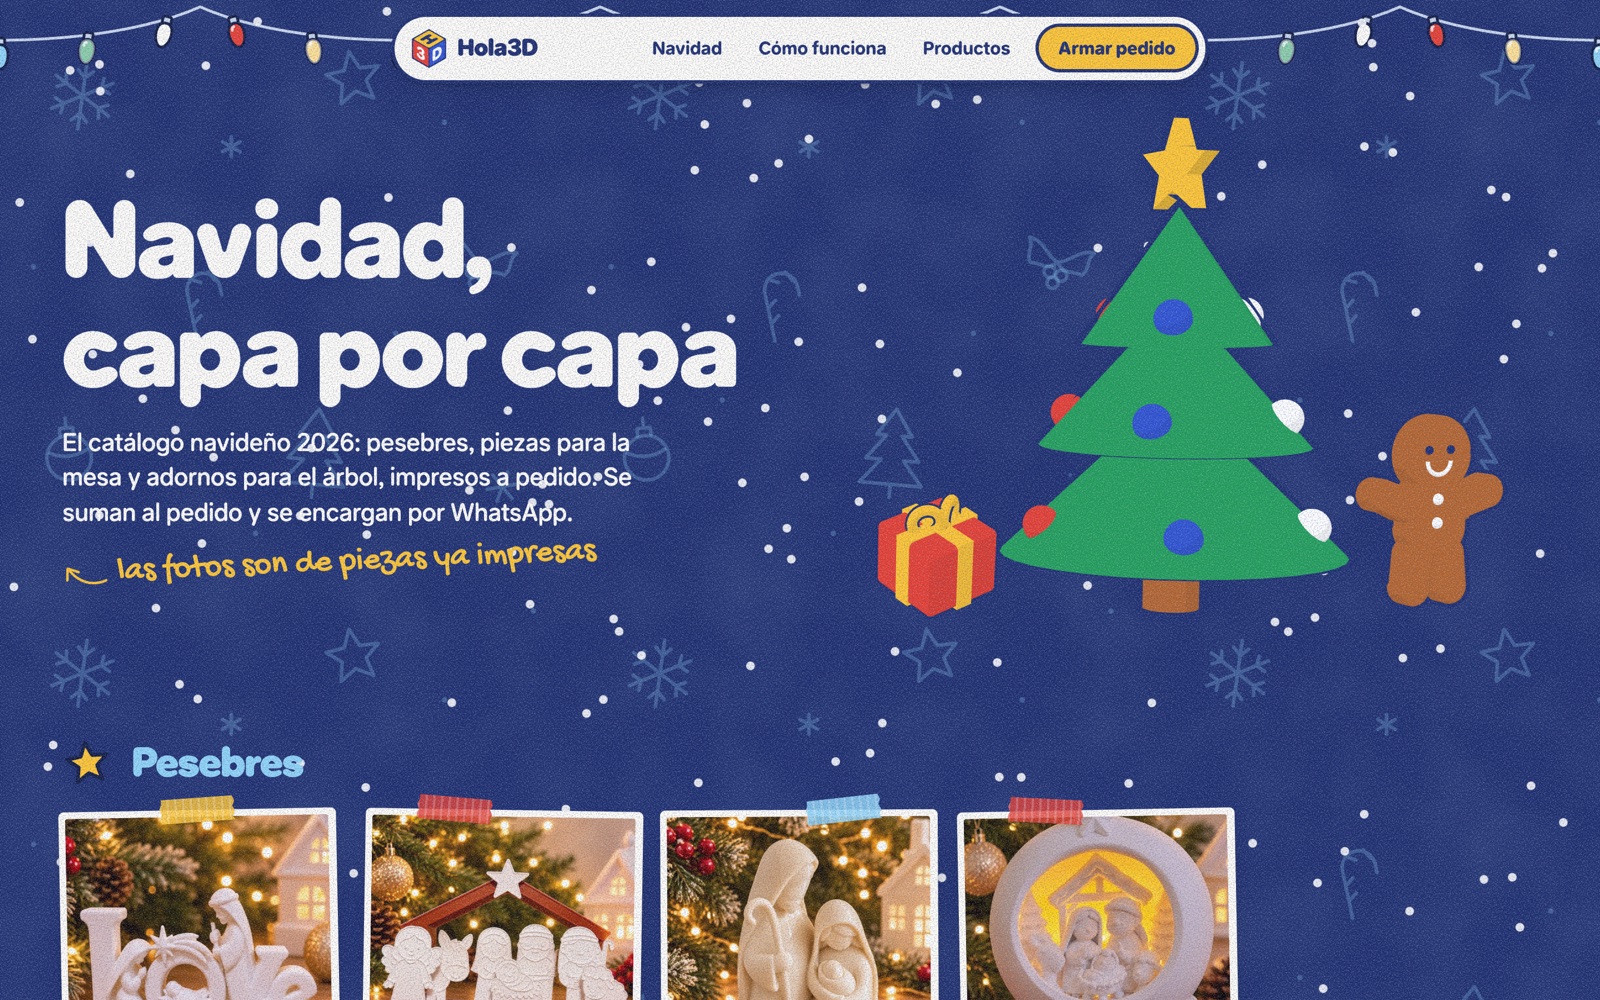 Hola3D
Navidad
Cómo funciona
Productos
Armar pedido
Navidad,
capa por capa
El catálogo navideño 2026: pesebres, piezas para la
mesa y adornos para el árbol, impresos a pedido. Se
suman al pedido y se encargan por WhatsApp.
las fotos son de piezas ya impresas
Pesebres